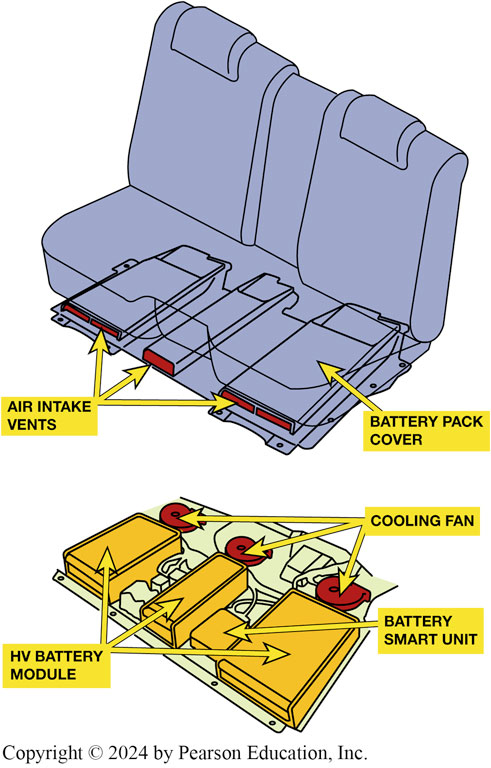 AIR INTAKE
VENTS
BATTERY PACK
COVER
COOLING FAN
BATTERY
SMART UNIT
HV BATTERY
MODULE
Copyright © 2024 by Pearson Education, Inc.